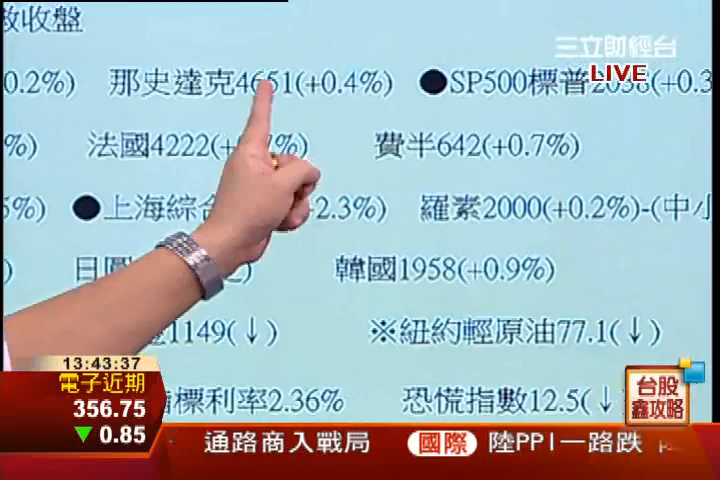 收盤
三立財經台
LIVE
0.2%) 那史達克4651(+0.4%) ●SP500標普2038(+0.3
%) 法國4222(+ %) 費半642(+0.7%)
5%) ●上海綜合 +2.3%) 羅素2000(+0.2%)-(中小
) 日圓 ) 韓國1958(+0.9%)
1149(↓) ※紐約輕原油77.1(↓)
指標利率2.36% 恐慌指數12.5(↓
13:43:37
電子近期
356.75
▼0.85
台股
鑫攻略
通路商入戰局 國際 陸PPI一路跌